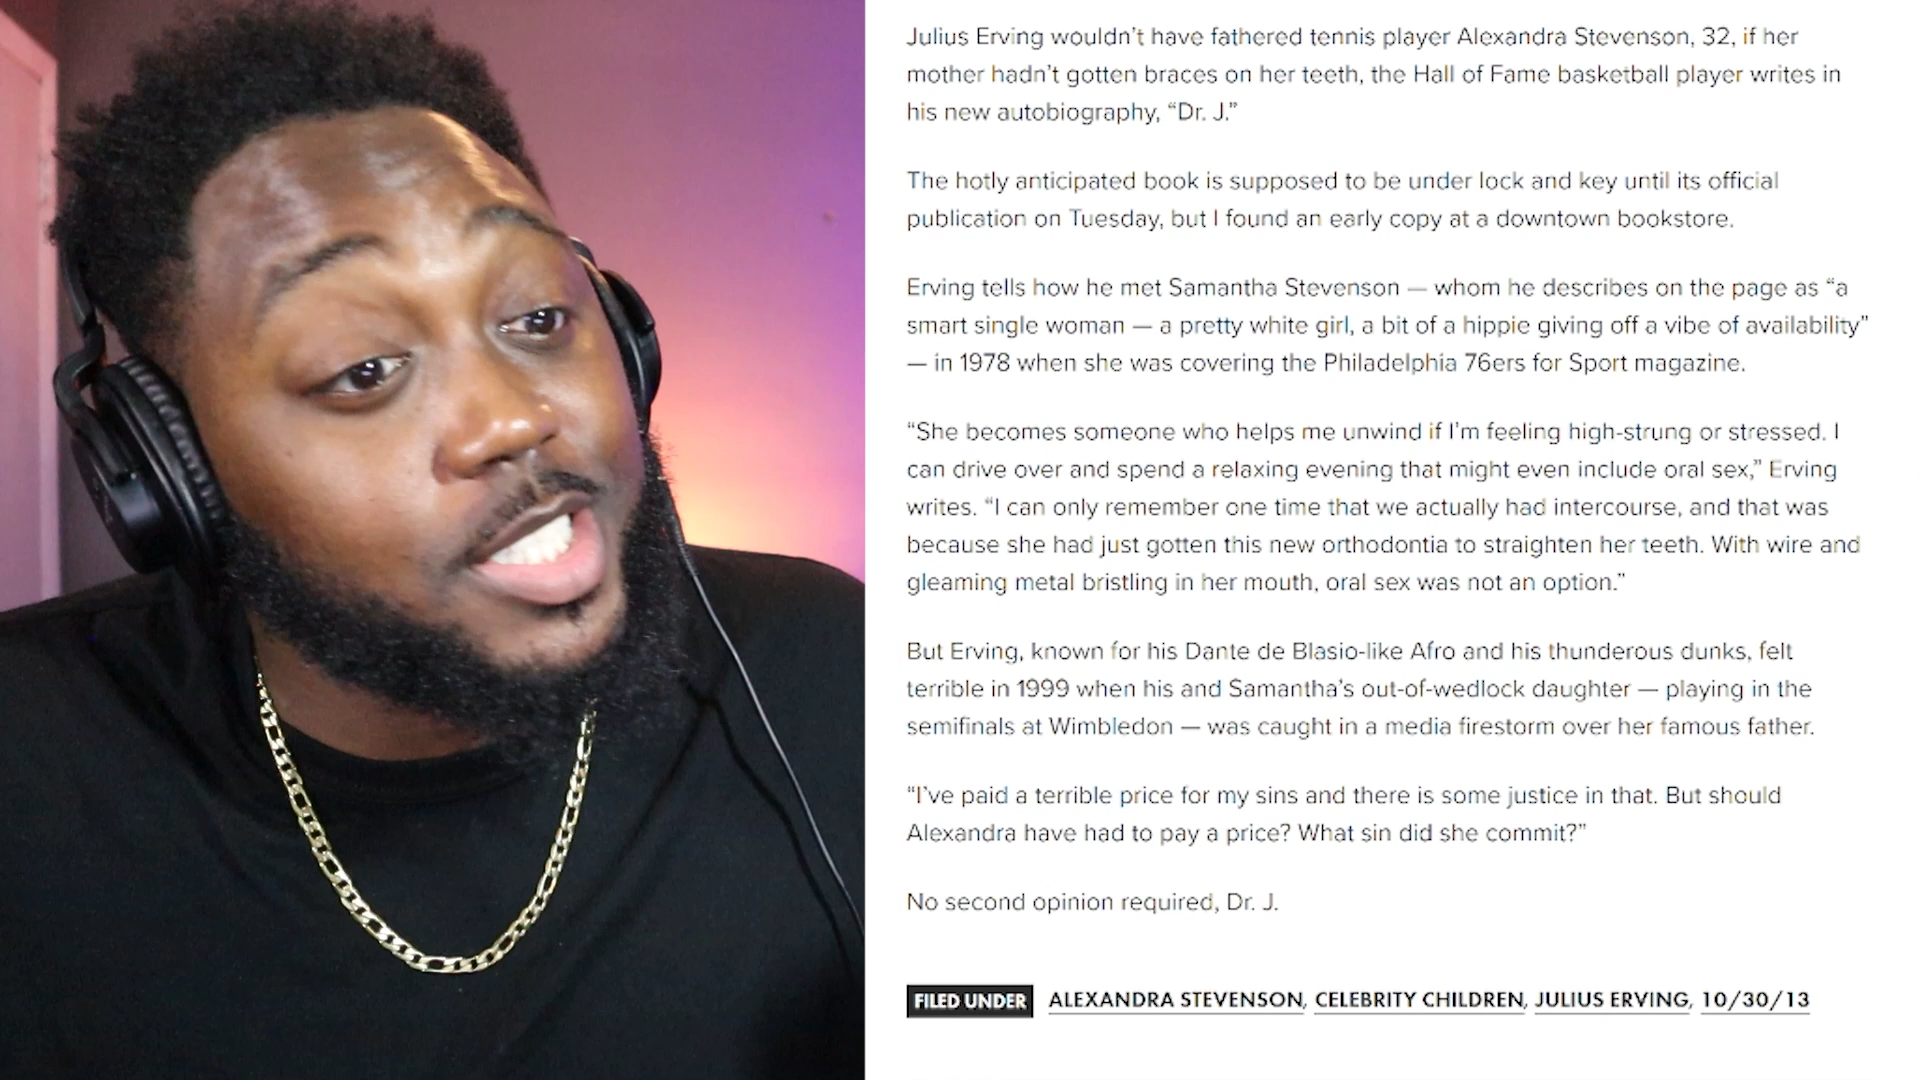 Julius Erving wouldn’t have fathered tennis player Alexandra Stevenson, 32, if her
mother hadn’t gotten braces on her teeth, the Hall of Fame basketball player writes in
his new autobiography, “Dr. J.”
The hotly anticipated book is supposed to be under lock and key until its official
publication on Tuesday, but I found an early copy at a downtown bookstore.
Erving tells how he met Samantha Stevenson — whom he describes on the page as “a
smart single woman — a pretty white girl, a bit of a hippie giving off a vibe of availability”
— in 1978 when she was covering the Philadelphia 76ers for Sport magazine.
“She becomes someone who helps me unwind if I’m feeling high-strung or stressed. I
can drive over and spend a relaxing evening that might even include oral sex,” Erving
writes. “I can only remember one time that we actually had intercourse, and that was
because she had just gotten this new orthodontia to straighten her teeth. With wire and
gleaming metal bristling in her mouth, oral sex was not an option.”
But Erving, known for his Dante de Blasio-like Afro and his thunderous dunks, felt
terrible in 1999 when his and Samantha’s out-of-wedlock daughter — playing in the
semifinals at Wimbledon — was caught in a media firestorm over her famous father.
“I’ve paid a terrible price for my sins and there is some justice in that. But should
Alexandra have had to pay a price? What sin did she commit?”
No second opinion required, Dr. J.
FILED UNDER ALEXANDRA STEVENSON, CELEBRITY CHILDREN, JULIUS ERVING, 10/30/13